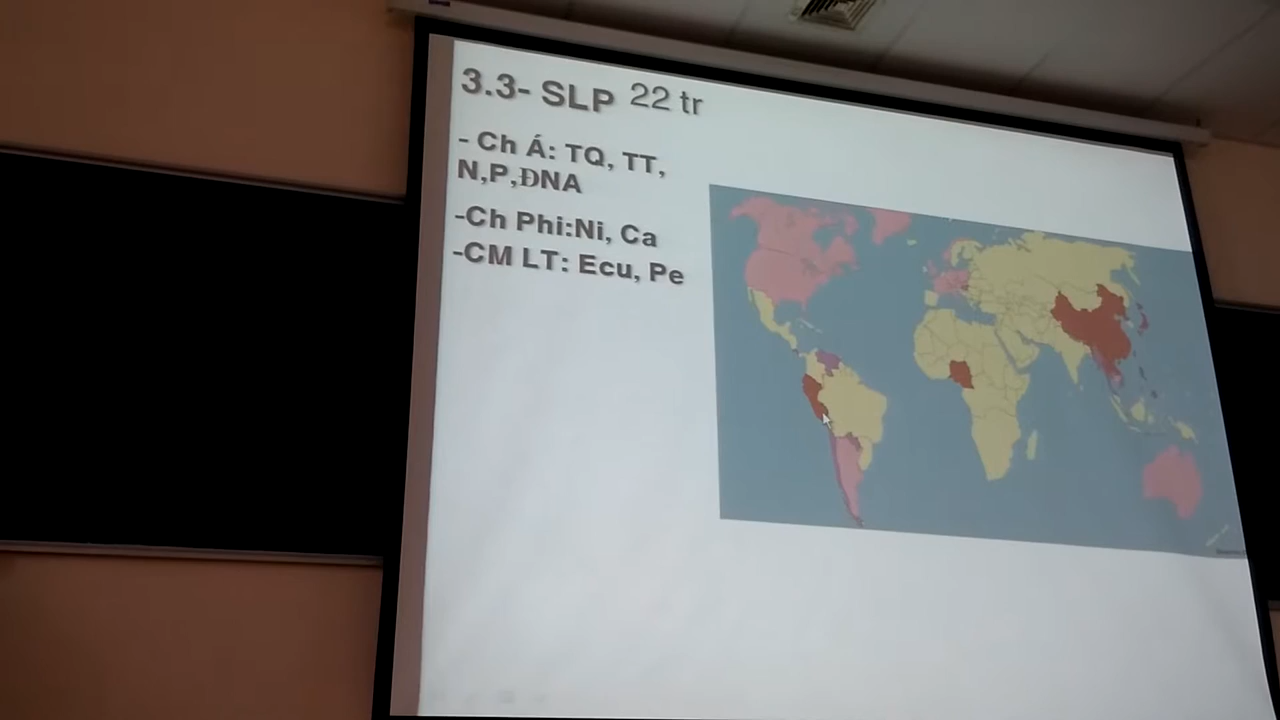 3.3- SLP 22 tr
- Ch Á: TQ, TT,
N,P,ĐNA
-Ch Phi:Ni, Ca
-CM LT: Ecu, Pe